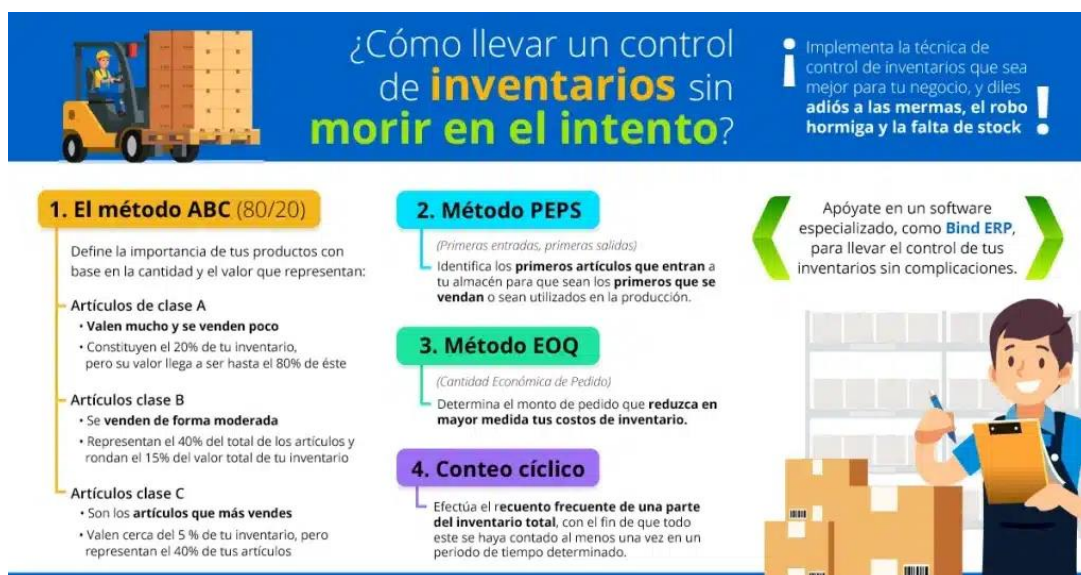 ¿Cómo llevar un control
de inventarios sin
morir en el intento?
¡Implementa la técnica de
control de inventarios que sea
mejor para tu negocio, y diles
adiós a las mermas, el robo
hormiga y la falta de stock!
1. El método ABC (80/20)
Define la importancia de tus productos con
base en la cantidad y el valor que representan:
Artículos de clase A
• Valen mucho y se venden poco
• Constituyen el 20% de tu inventario,
pero su valor llega a ser hasta el 80% de éste
Artículos clase B
• Se venden de forma moderada
• Representan el 40% del total de los artículos y
rondan el 15% del valor total de tu inventario
Artículos clase C
• Son los artículos que más vendes
• Valen cerca del 5 % de tu inventario, pero
representan el 40% de tus artículos
2. Método PEPS
(Primeras entradas, primeras salidas)
Identifica los primeros artículos que entran a
tu almacén para que sean los primeros que se
vendan o sean utilizados en la producción.
3. Método EOQ
(Cantidad Económica de Pedido)
Determina el monto de pedido que reduzca en
mayor medida tus costos de inventario.
4. Conteo cíclico
Efectúa el recuento frecuente de una parte
del inventario total, con el fin de que todo
este se haya contado al menos una vez en un
periodo de tiempo determinado.
Apóyate en un software
especializado, como Bind ERP,
para llevar el control de tus
inventarios sin complicaciones.